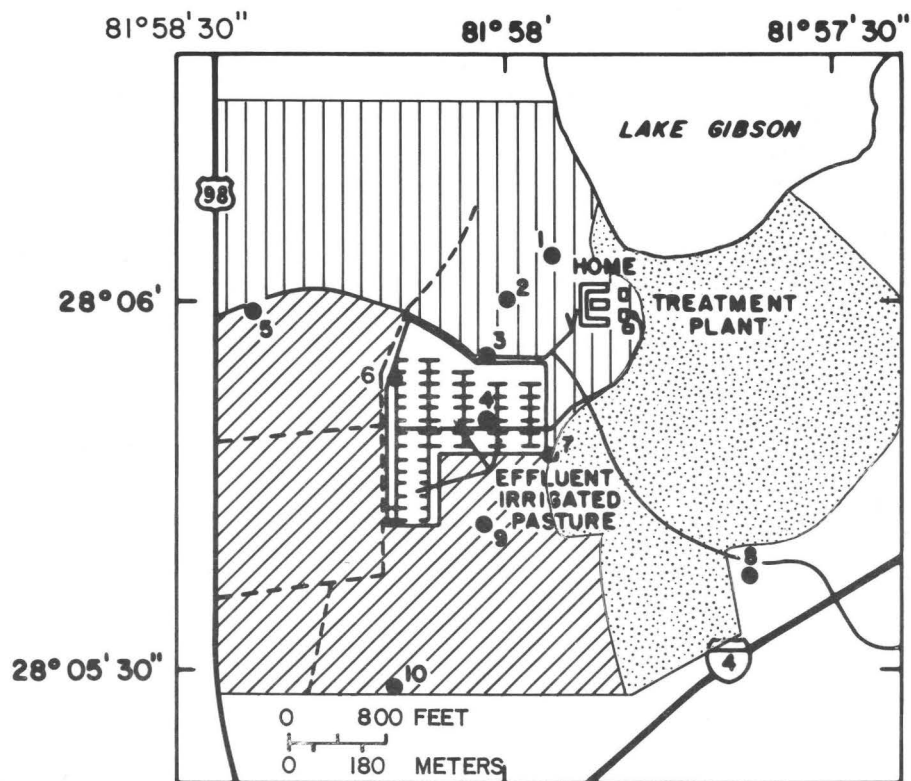 81°58'30" 81°58' 81°57'30"
LAKE GIBSON
98
HOME
28°06'
2
TREATMENT
PLANT
5
3
6
4
7
EFFLUENT
IRRIGATED
PASTURE
9
8
28°05'30"
4
10
0 800 FEET
0 180 METERS